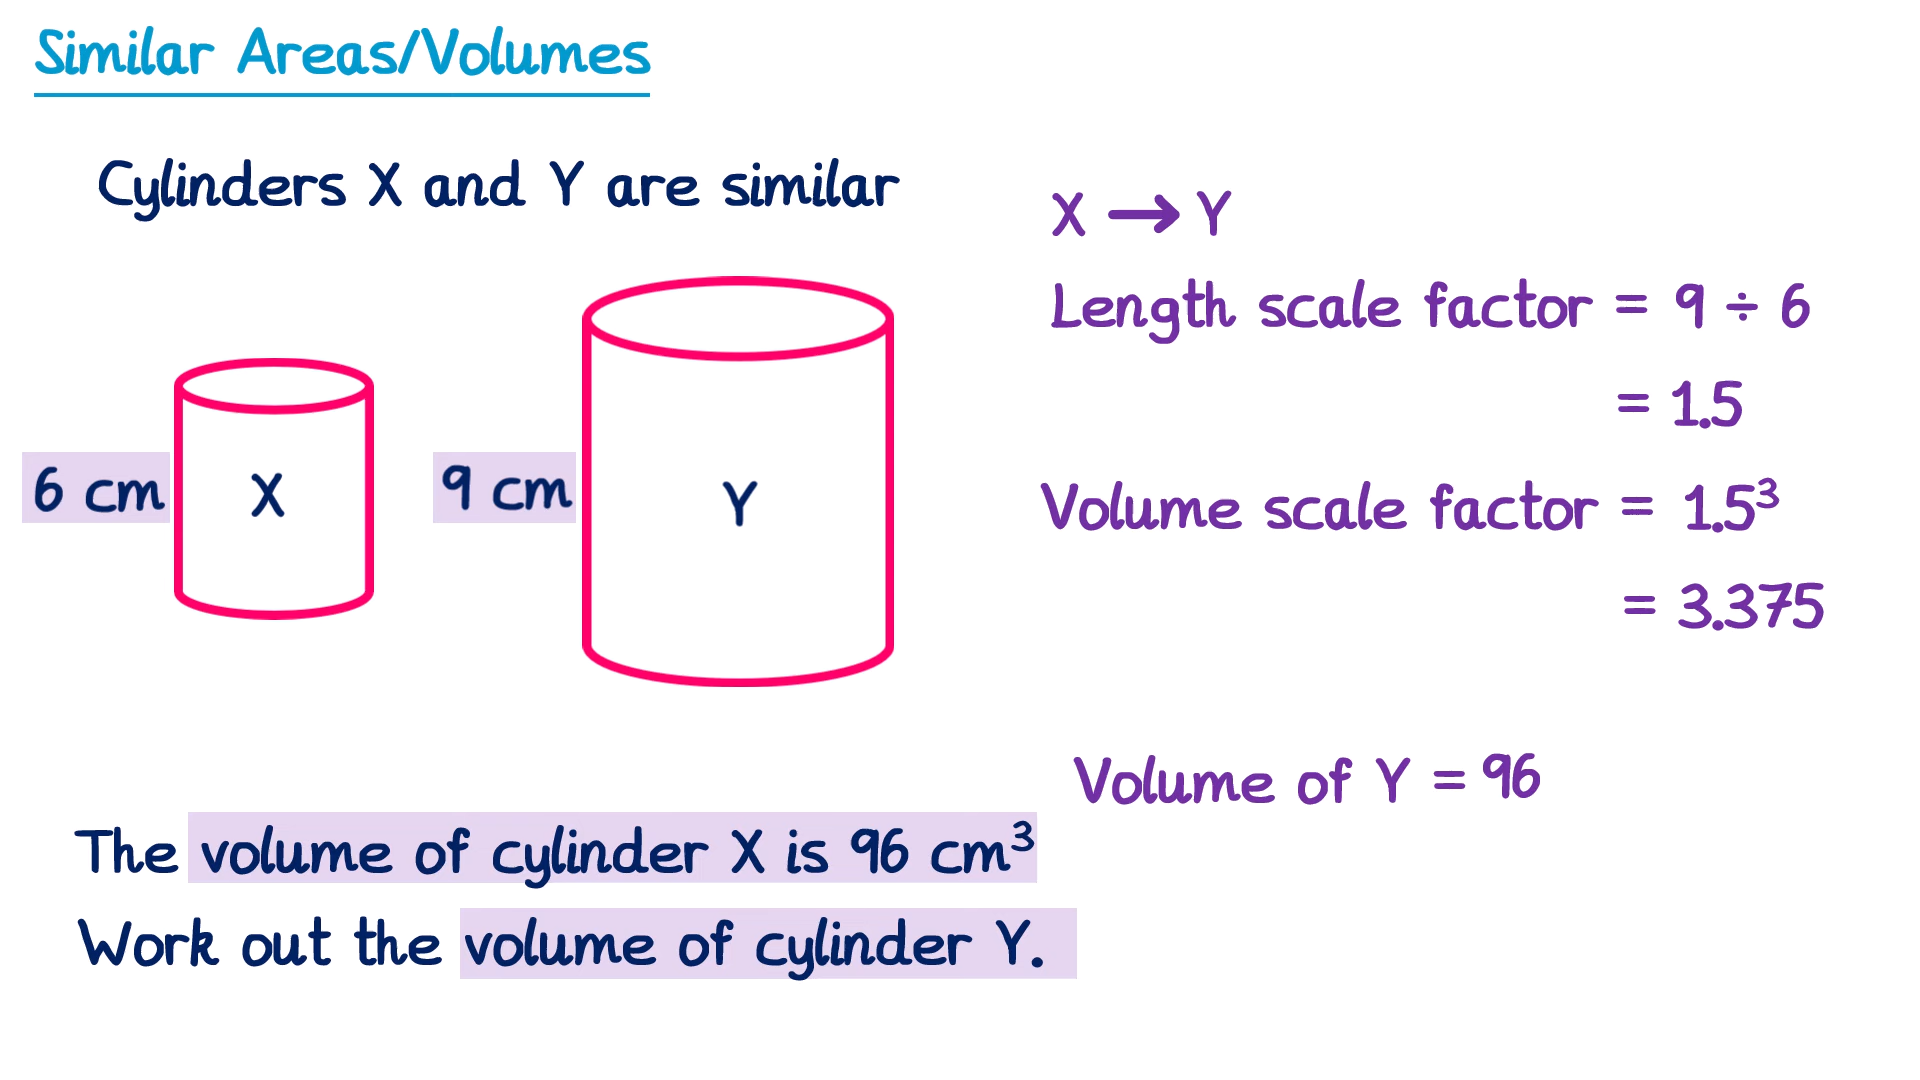 Similar Areas/Volumes
Cylinders X and Y are similar
6 cm
X
9 cm
Y
The volume of cylinder X is 96 cm³
Work out the volume of cylinder Y.
X → Y
Length scale factor = 9 ÷ 6
= 1.5
Volume scale factor = 1.5³
= 3.375
Volume of Y = 96